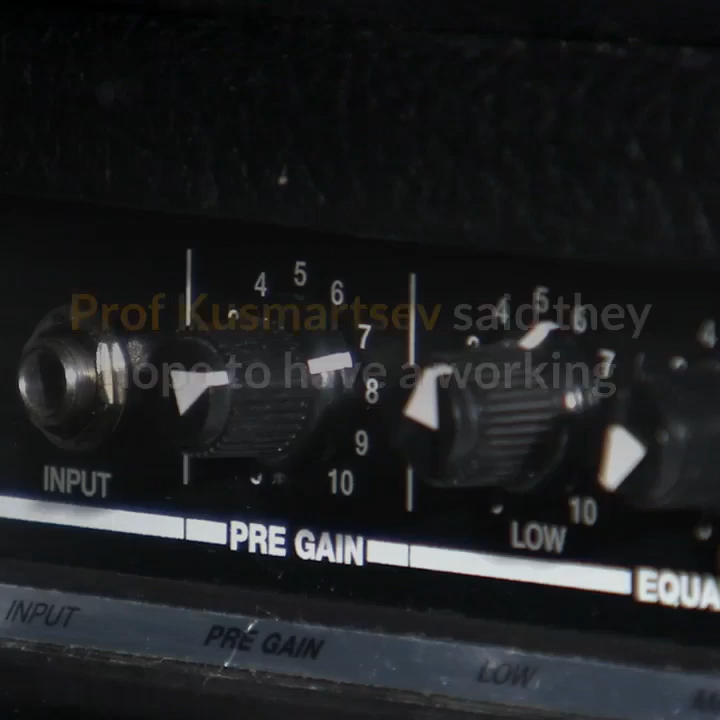 4 5 6
Prof Kusmartsev said they
4 5 6
7
hope to have a working
7
8
9
10
10
INPUT
PRE GAIN
LOW
EQUA
INPUT
PRE GAIN
LOW